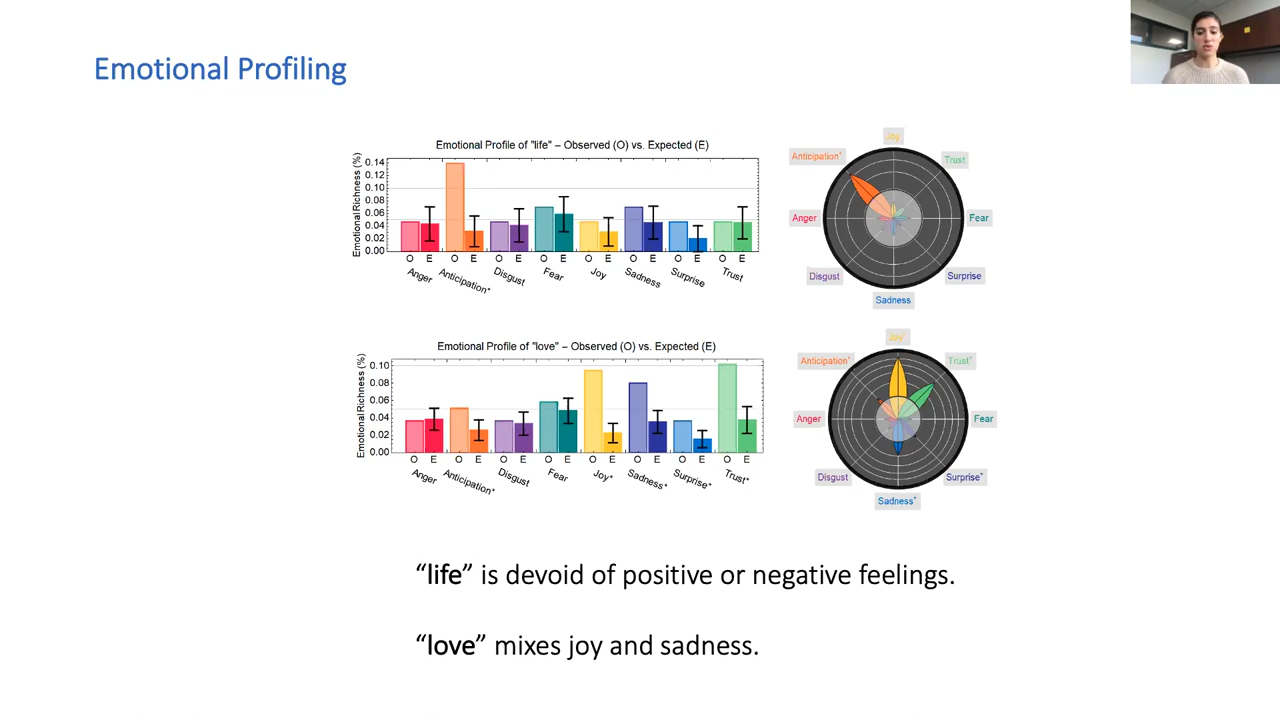 Emotional Profiling
Emotional Profile of "life" – Observed (O) vs. Expected (E)
Emotional Richness (%)
0.14
0.12
0.10
0.08
0.06
0.04
0.02
0.00
O E O E O E O E O E O E O E O E
Anger Anticipation* Disgust Fear Joy Sadness Surprise Trust
Joy
Anticipation* Trust
Anger Fear
Disgust Surprise
Sadness
Emotional Profile of "love" – Observed (O) vs. Expected (E)
Emotional Richness (%)
0.10
0.08
0.06
0.04
0.02
0.00
O E O E O E O E O E O E O E O E
Anger Anticipation* Disgust Fear Joy* Sadness* Surprise* Trust*
Joy*
Anticipation* Trust*
Anger Fear
Disgust Surprise*
Sadness*
“life” is devoid of positive or negative feelings.
“love” mixes joy and sadness.